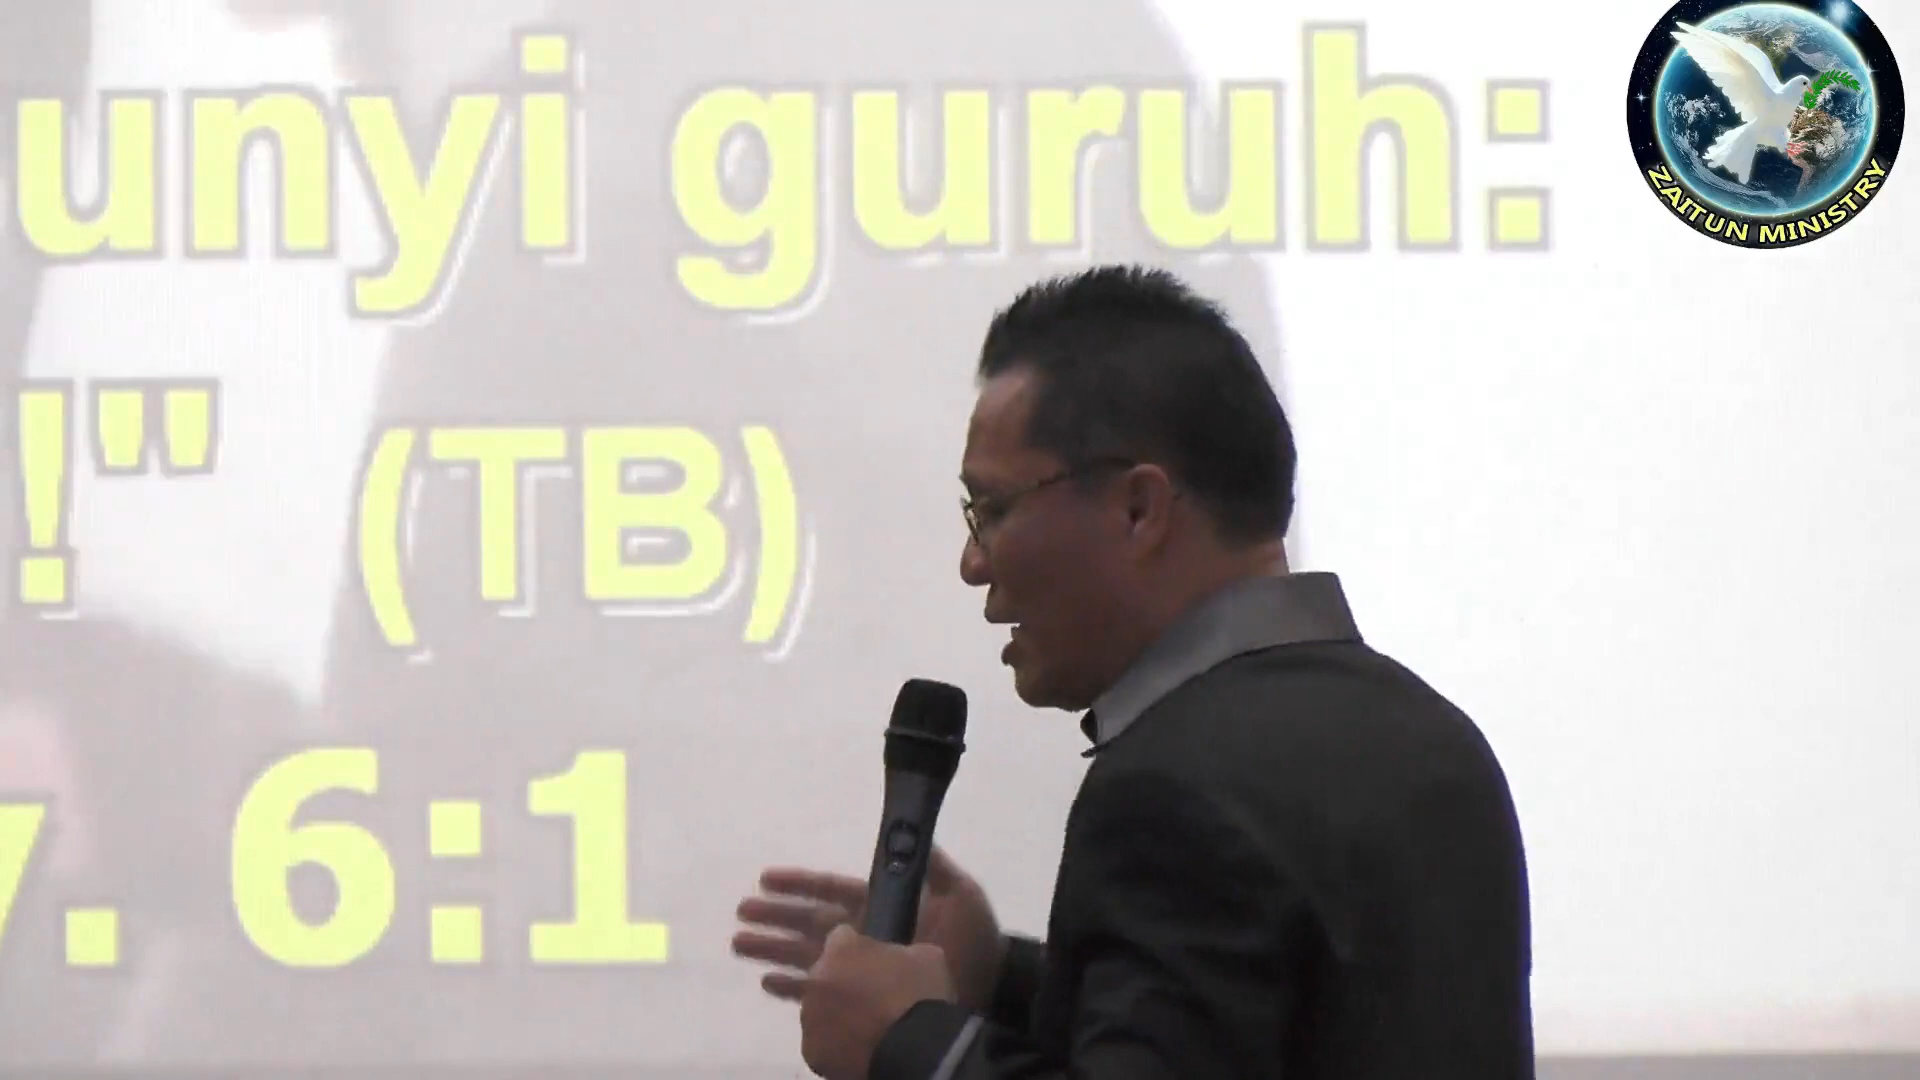 unyi guruh:
!" (TB)
y. 6:1
ZAITUN MINISTRY